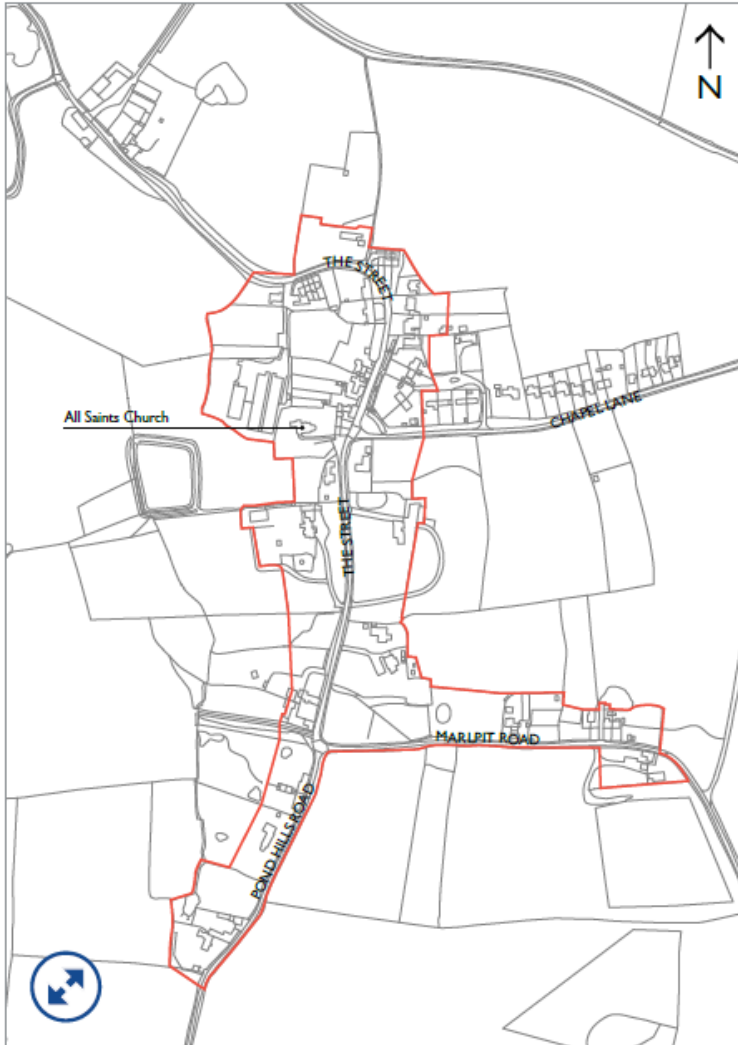 N
THE STREET
All Saints Church
CHAPEL LANE
THE STREET
MARLPIT ROAD
POND HILLS ROAD